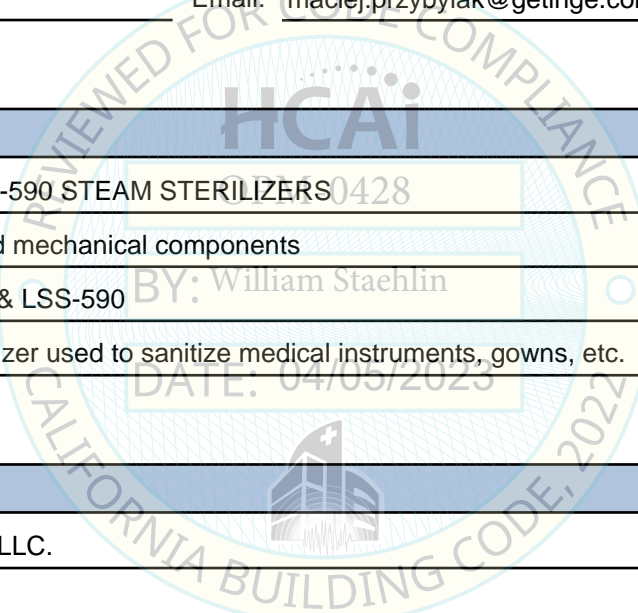 Email: maciej.przybylak@getinge.com
REVIEWED FOR CODE COMPLIANCE
HCAi
-590 STEAM STERILIZERS
OPM-0428
d mechanical components
BY: William Staehlin
& LSS-590
zer used to sanitize medical instruments, gowns, etc.
DATE: 04/05/2023
LLC.
CALIFORNIA BUILDING CODE, 2022